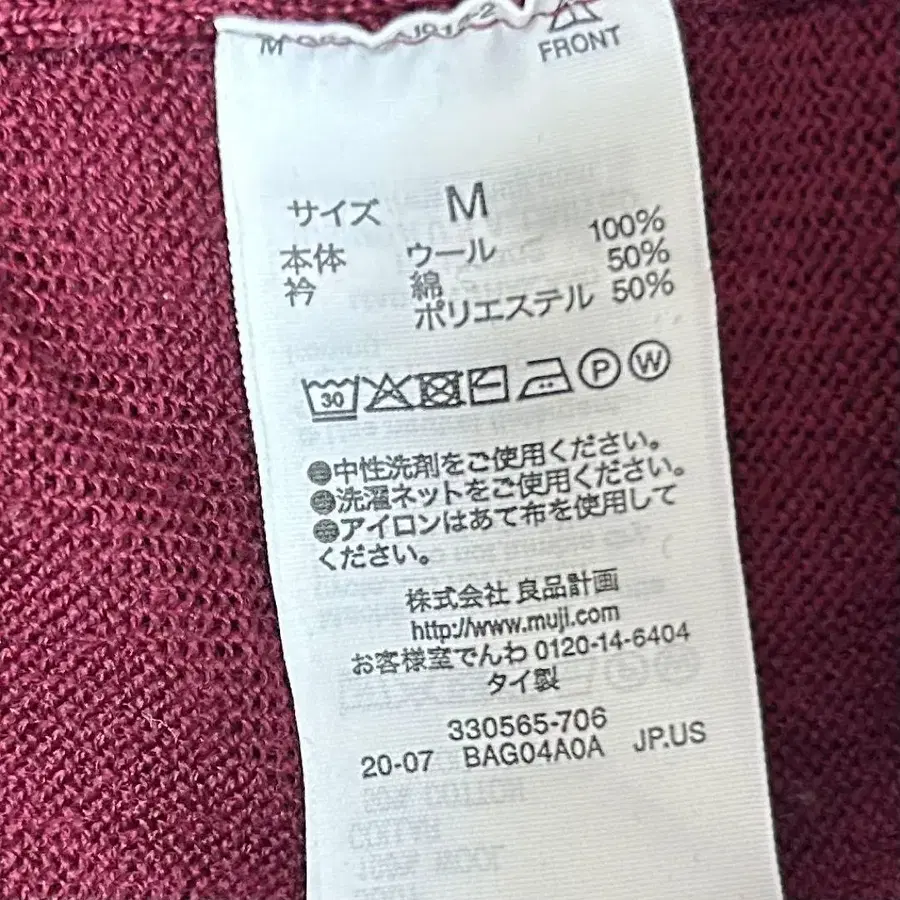 M
FRONT
サイズ M
本体 ウール 100%
衿 綿 50%
ポリエステル 50%
30
P W
●中性洗剤をご使用ください。
●洗濯ネットをご使用ください。
●アイロンはあて布を使用して
ください。
株式会社 良品計画
http://www.muji.com
お客様室でんわ 0120-14-6404
タイ製
330565-706
20-07 BAG04A0A JP.US